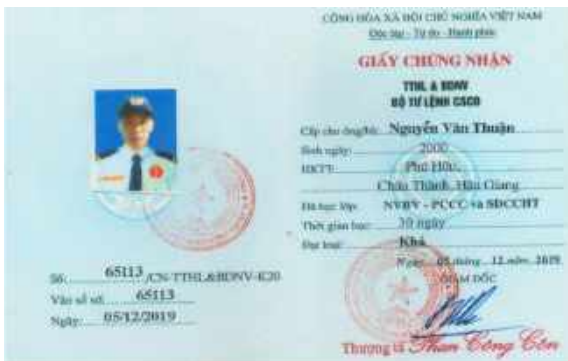 CỘNG HÒA XÃ HỘI CHỦ NGHĨA VIỆT NAM
Độc lập - Tự do - Hạnh phúc
GIẤY CHỨNG NHẬN
TTHL & BDNV
BỘ TƯ LỆNH CSCĐ
Cấp cho ông/bà: Nguyễn Văn Thuận
Sinh ngày: 2000
HKTT: Phú Hữu,
Châu Thành, Hậu Giang
Đã học lớp: NVBV - PCCC và SDCCHT
Thời gian học: 30 ngày
Đạt loại: Khá
Ngày 05 tháng 12 năm 2019
GIÁM ĐỐC
Thượng tá Phan Công Côn
Số: 65113 /CN-TTHL&BDNV-K20
Vào sổ số: 65113
Ngày: 05/12/2019